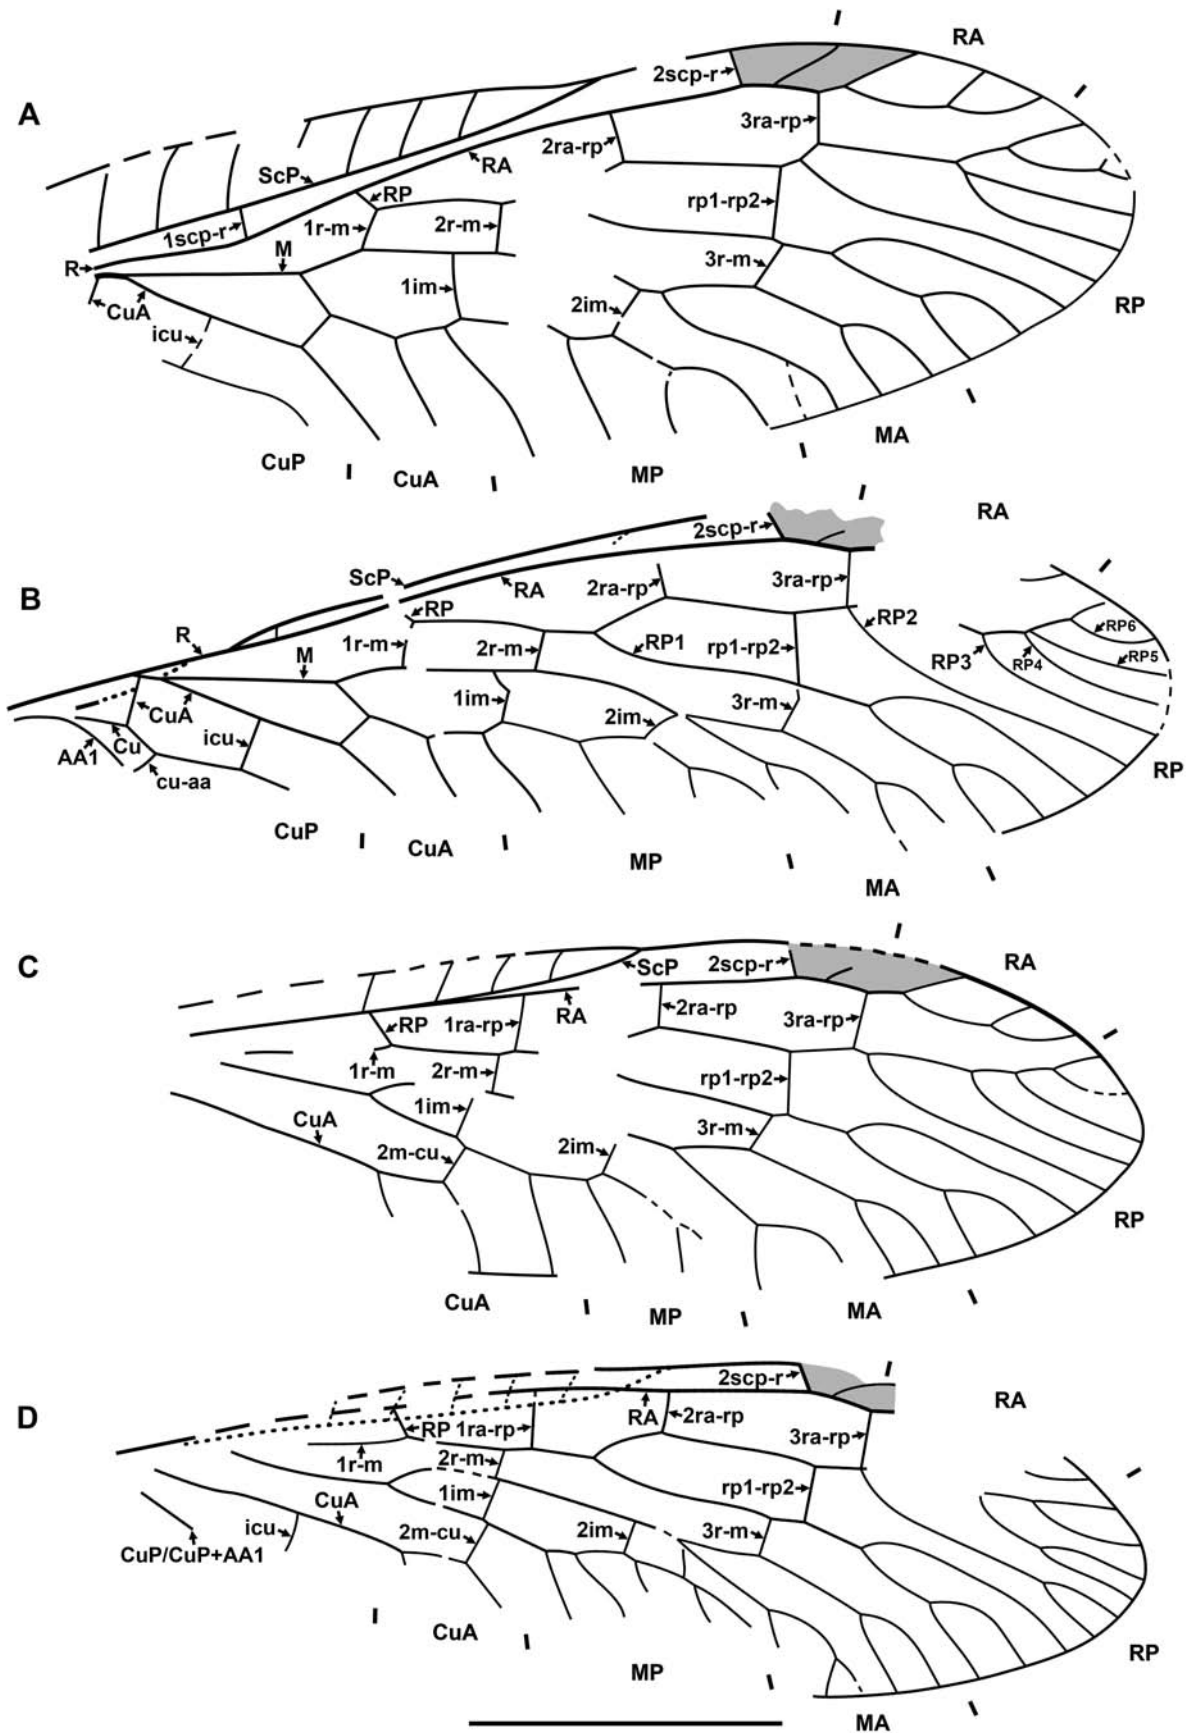 A
RA
2scp-r
3ra-rp
2ra-rp
RA
ScP
RP
rp1-rp2
1scp-r
1r-m
2r-m
M
R
3r-m
1im
CuA
2im
RP
icu
MA
CuP
CuA
MP
B
RA
2scp-r
ScP
RA
2ra-rp
3ra-rp
RP
RP2
R
1r-m
2r-m
RP1
rp1-rp2
RP6
M
RP3
RP4
RP5
1im
3r-m
CuA
2im
Cu
icu
AA1
cu-aa
RP
CuP
CuA
MP
MA
C
RA
ScP
2scp-r
RP
1ra-rp
RA
2ra-rp
3ra-rp
1r-m
2r-m
rp1-rp2
1im
CuA
3r-m
2m-cu
2im
RP
CuA
MP
MA
D
2scp-r
RA
RA
RP
1ra-rp
2ra-rp
3ra-rp
1r-m
2r-m
rp1-rp2
1im
CuA
icu
2m-cu
2im
3r-m
CuP/CuP+AA1
CuA
RP
MP
MA